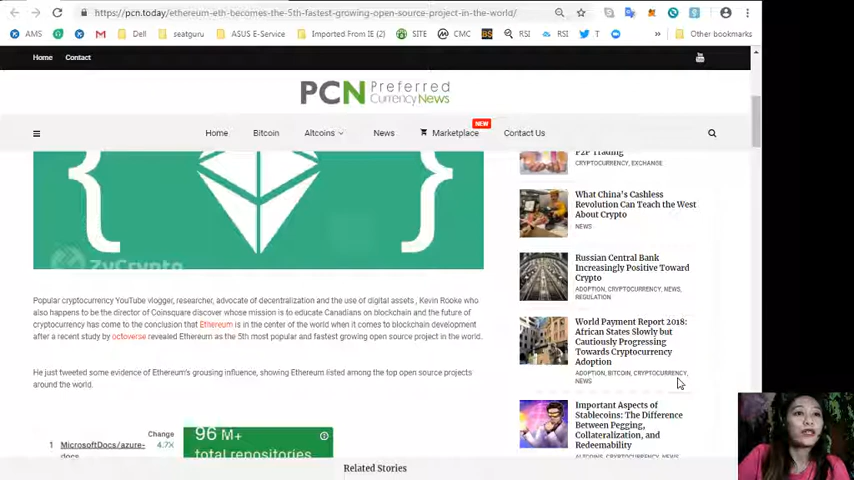 https://pcn.today/ethereum-eth-becomes-the-5th-fastest-growing-open-source-project-in-the-world/
AMS
Dell
seatguru
ASUS E-Service
Imported From IE (2)
SITE
CMC
RSI
RSI
T
Other bookmarks
Home
Contact
PCN Preferred
CurrencyNews
Home
Bitcoin
Altcoins
News
Marketplace
NEW
Contact Us
ZyCrypto
Popular cryptocurrency YouTube vlogger, researcher, advocate of decentralization and the use of digital assets , Kevin Rooke who
also happens to be the director of Coinsquare discover whose mission is to educate Canadians on blockchain and the future of
cryptocurrency has come to the conclusion that Ethereum is in the center of the world when it comes to blockchain development
after a recent study by octoverse revealed Ethereum as the 5th most popular and fastest growing open source project in the world.
He just tweeted some evidence of Ethereum's grousing influence, showing Ethereum listed among the top open source projects
around the world.
Change
1 MicrosoftDocs/azure-
docs
4.7X
96 M+
total repositories
Related Stories
P2P Trading
CRYPTOCURRENCY, EXCHANGE
What China's Cashless
Revolution Can Teach the West
About Crypto
NEWS
Russian Central Bank
Increasingly Positive Toward
Crypto
ADOPTION, CRYPTOCURRENCY, NEWS,
REGULATION
World Payment Report 2018:
African States Slowly but
Cautiously Progressing
Towards Cryptocurrency
Adoption
ADOPTION, BITCOIN, CRYPTOCURRENCY,
NEWS
Important Aspects of
Stablecoins: The Difference
Between Pegging,
Collateralization, and
Redeemability
ALTCOINS, CRYPTOCURRENCY, NEWS